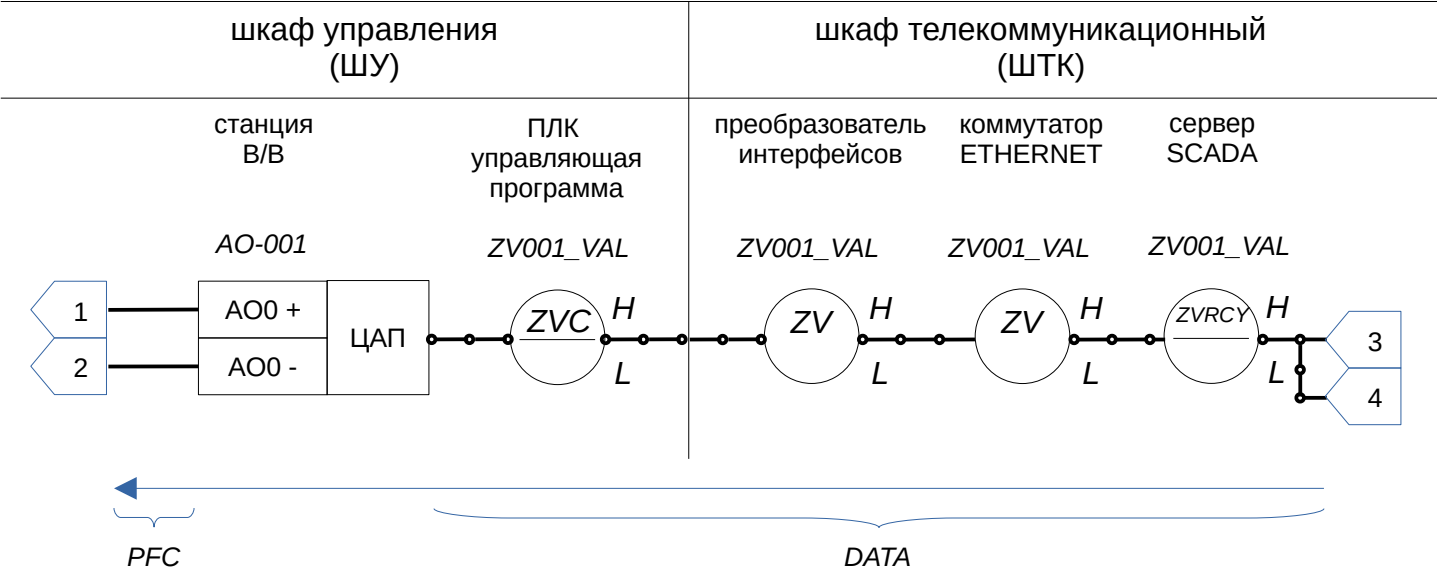 шкаф управления
(ШУ)
шкаф телекоммуникационный
(ШТК)
станция
В/В
ПЛК
управляющая
программа
преобразователь
интерфейсов
коммутатор
ETHERNET
сервер
SCADA
AO-001
ZV001_VAL
ZV001_VAL
ZV001_VAL
ZV001_VAL
1
2
AO0 +
AO0 -
ЦАП
ZVC
H
L
ZV
H
L
ZV
H
L
ZVRCY
H
L
3
4
PFC
DATA